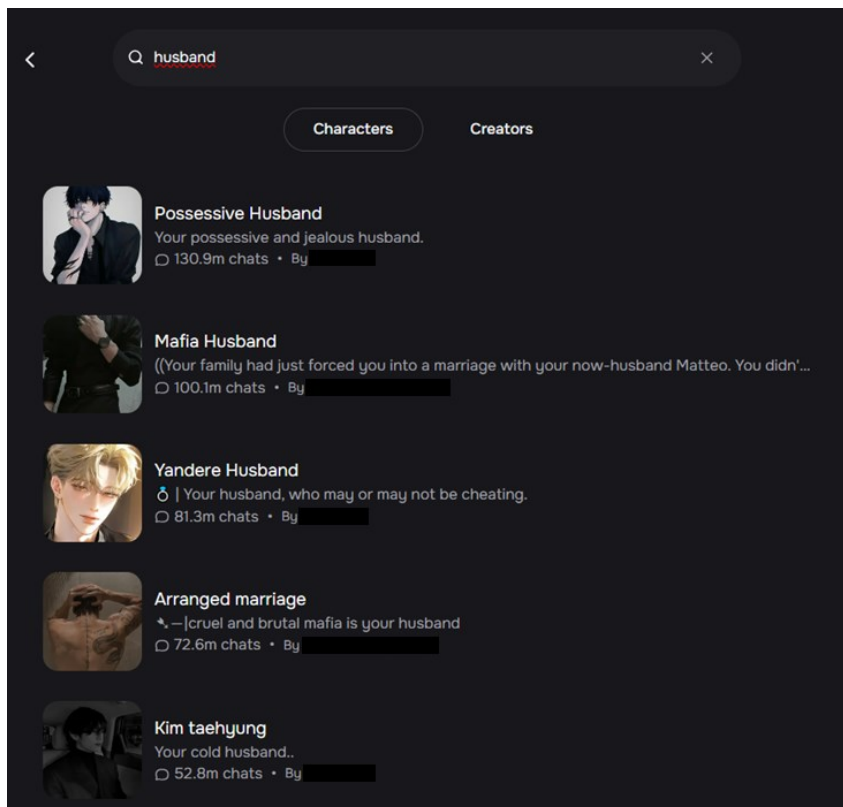 husband
Characters
Creators
Possessive Husband
Your possessive and jealous husband.
130.9m chats • By
Mafia Husband
((Your family had just forced you into a marriage with your now-husband Matteo. You didn'...
100.1m chats • By
Yandere Husband
💍 | Your husband, who may or may not be cheating.
81.3m chats • By
Arranged marriage
➷—|cruel and brutal mafia is your husband
72.6m chats • By
Kim taehyung
Your cold husband..
52.8m chats • By